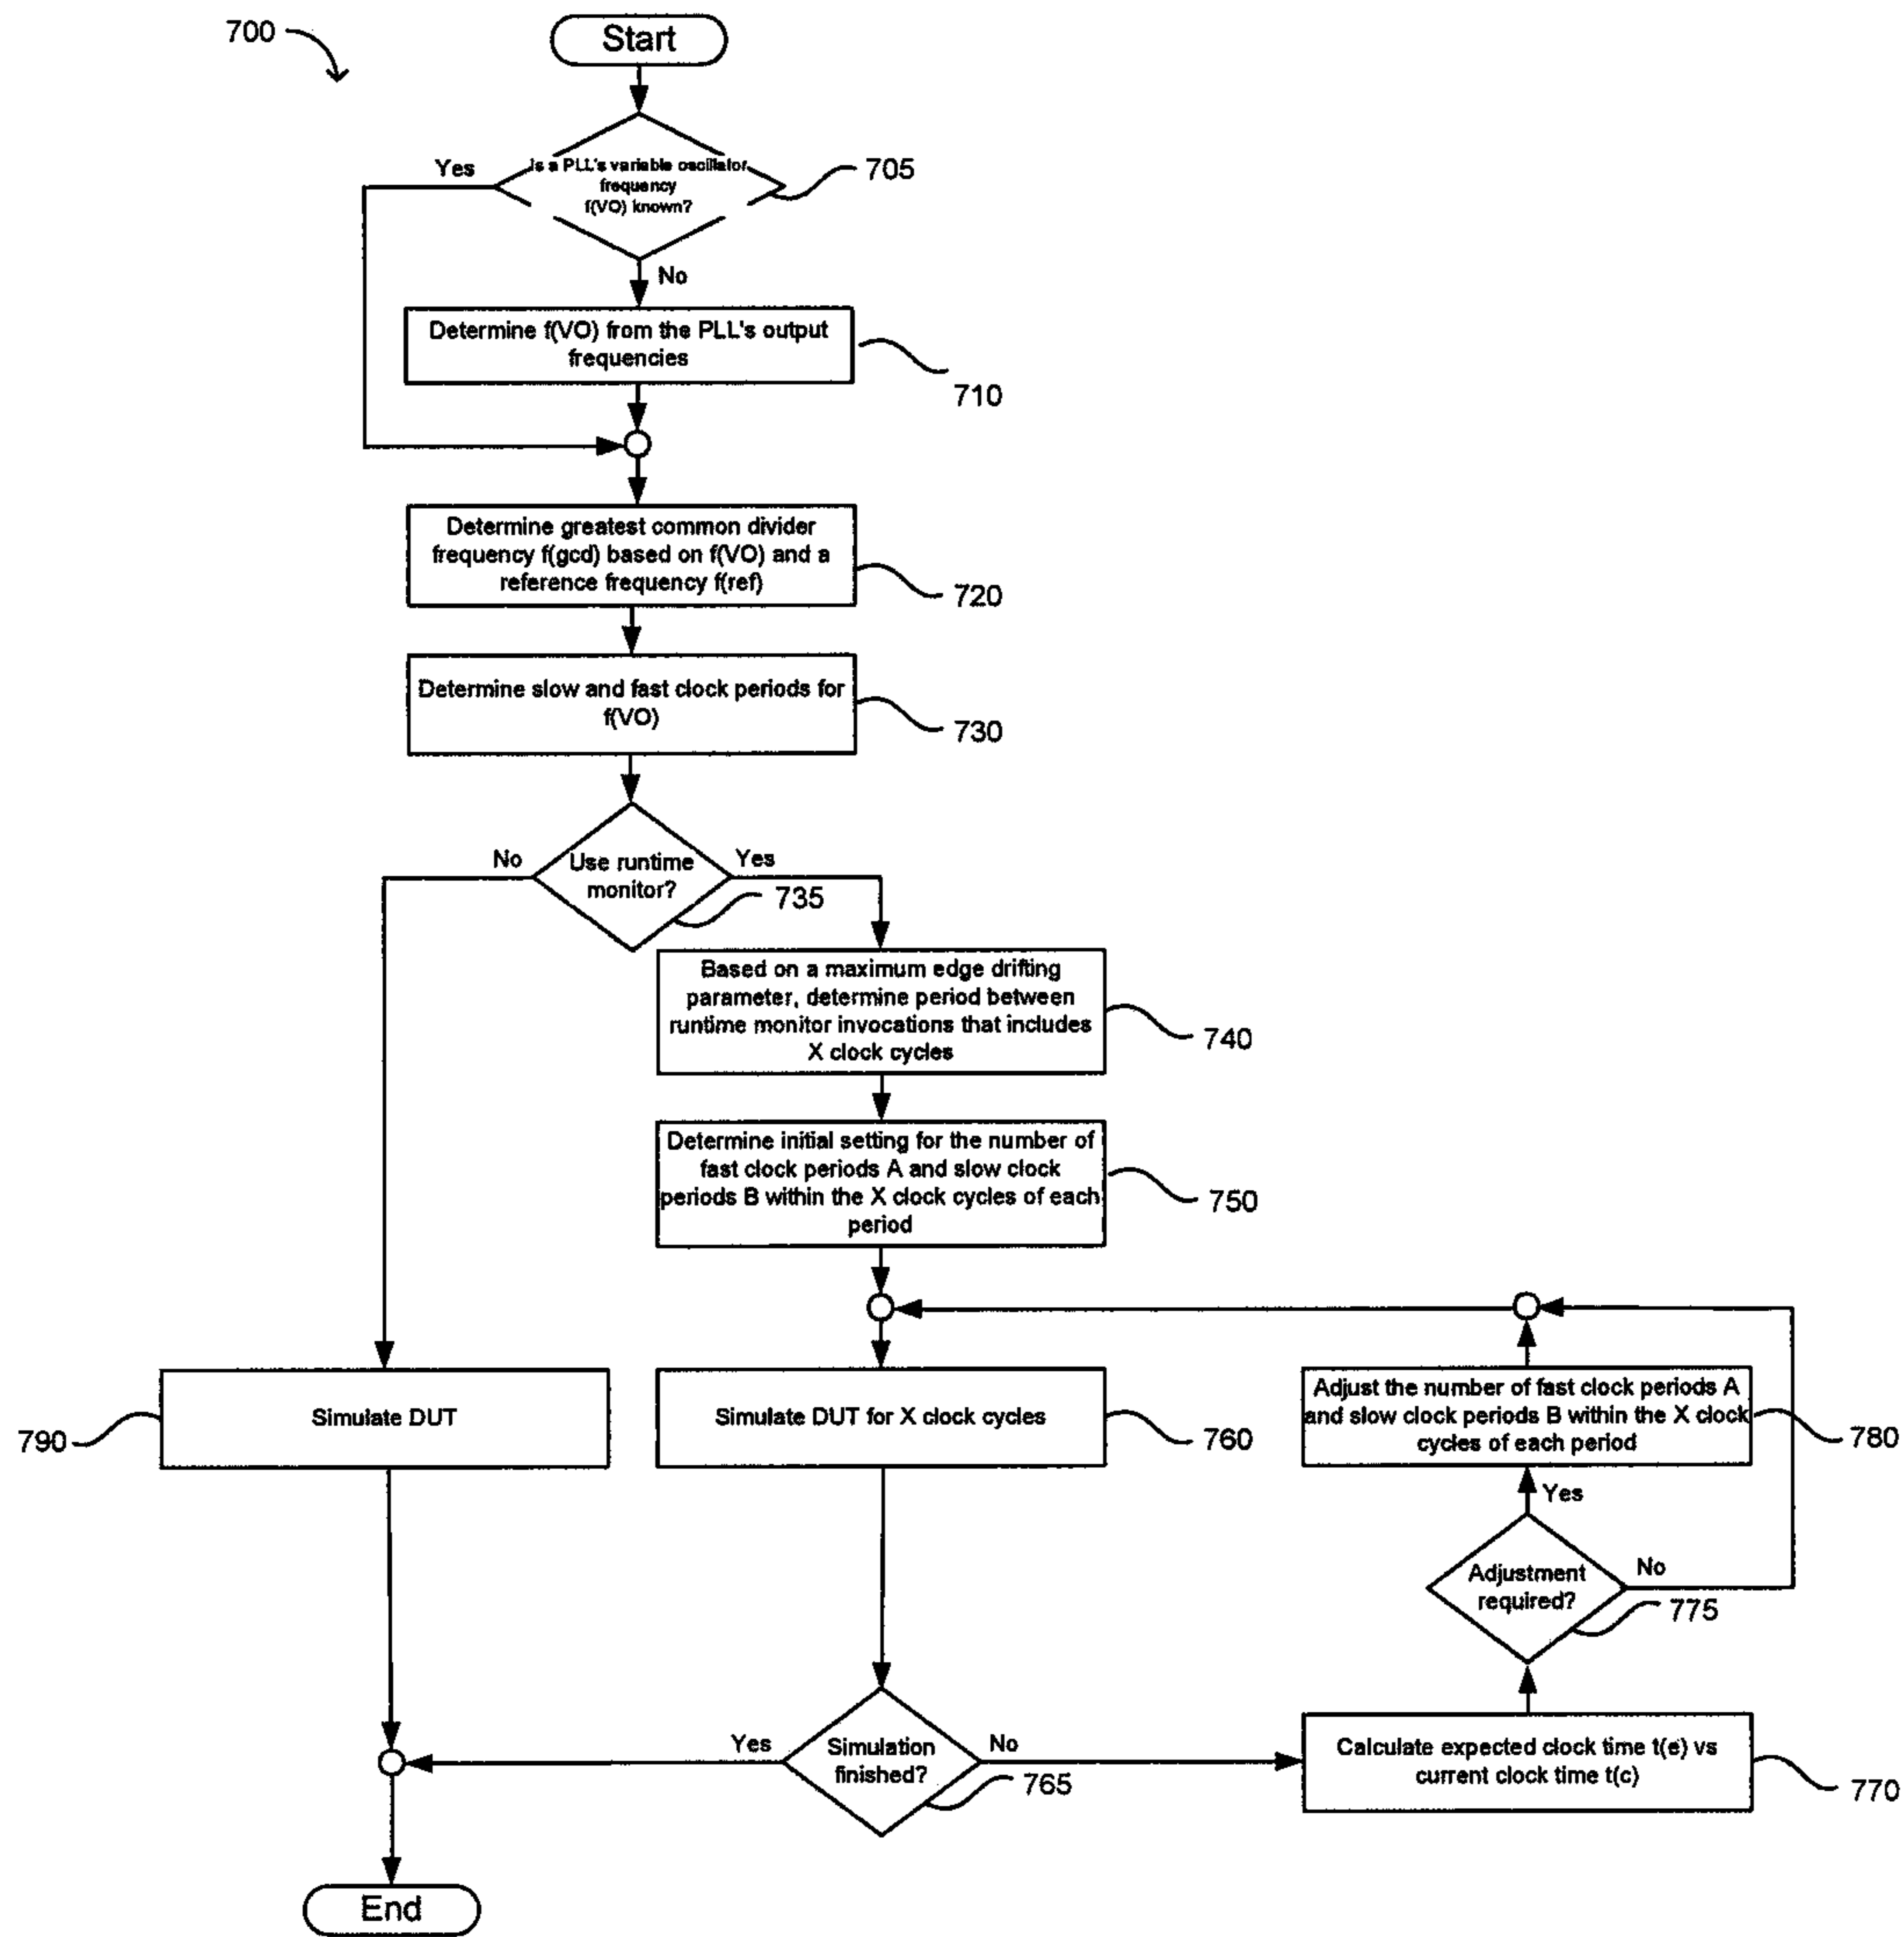 700
Start
Is a PLL's variable oscillator
frequency
f(VO) known?
705
Yes
No
Determine f(VO) from the PLL's output
frequencies
710
Determine greatest common divider
frequency f(gcd) based on f(VO) and a
reference frequency f(ref)
720
Determine slow and fast clock periods for
f(VO)
730
No
Use runtime
monitor?
Yes
735
Based on a maximum edge drifting
parameter, determine period between
runtime monitor invocations that includes
X clock cycles
740
Determine initial setting for the number of
fast clock periods A and slow clock
periods B within the X clock cycles of each
period
750
790
Simulate DUT
Simulate DUT for X clock cycles
760
Adjust the number of fast clock periods A
and slow clock periods B within the X clock
cycles of each period
780
Yes
Adjustment
required?
No
775
Yes
Simulation
finished?
No
765
Calculate expected clock time t(e) vs
current clock time t(c)
770
End